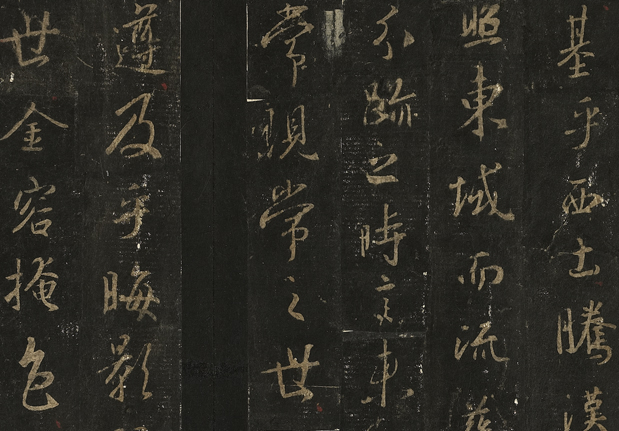 基乎西土騰漢
照東域而流慈
分跡之時言未
常現常之世
遵及乎晦影
世金容掩色